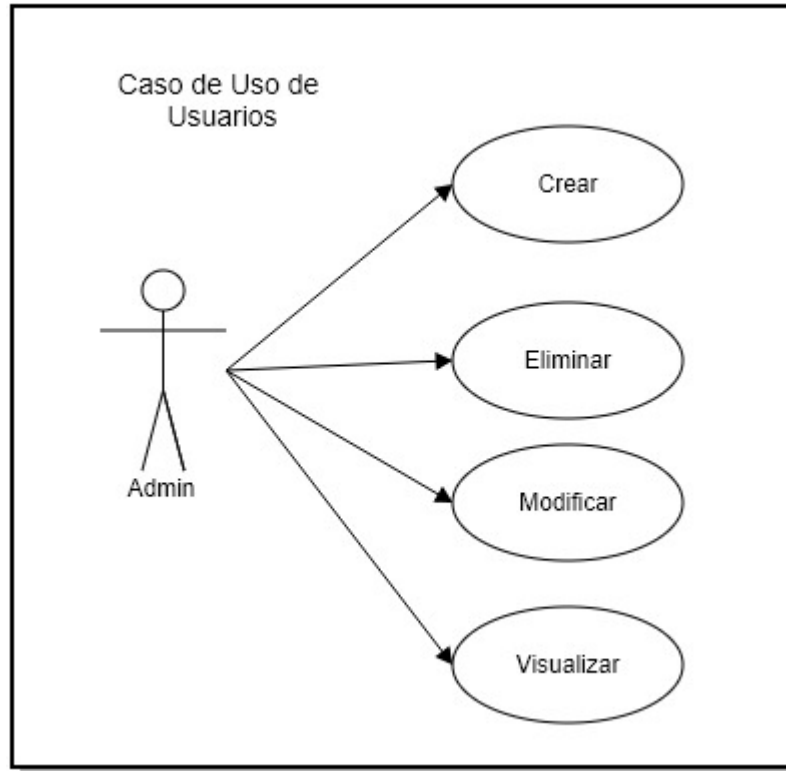 Caso de Uso de
Usuarios
Crear
Eliminar
Admin
Modificar
Visualizar